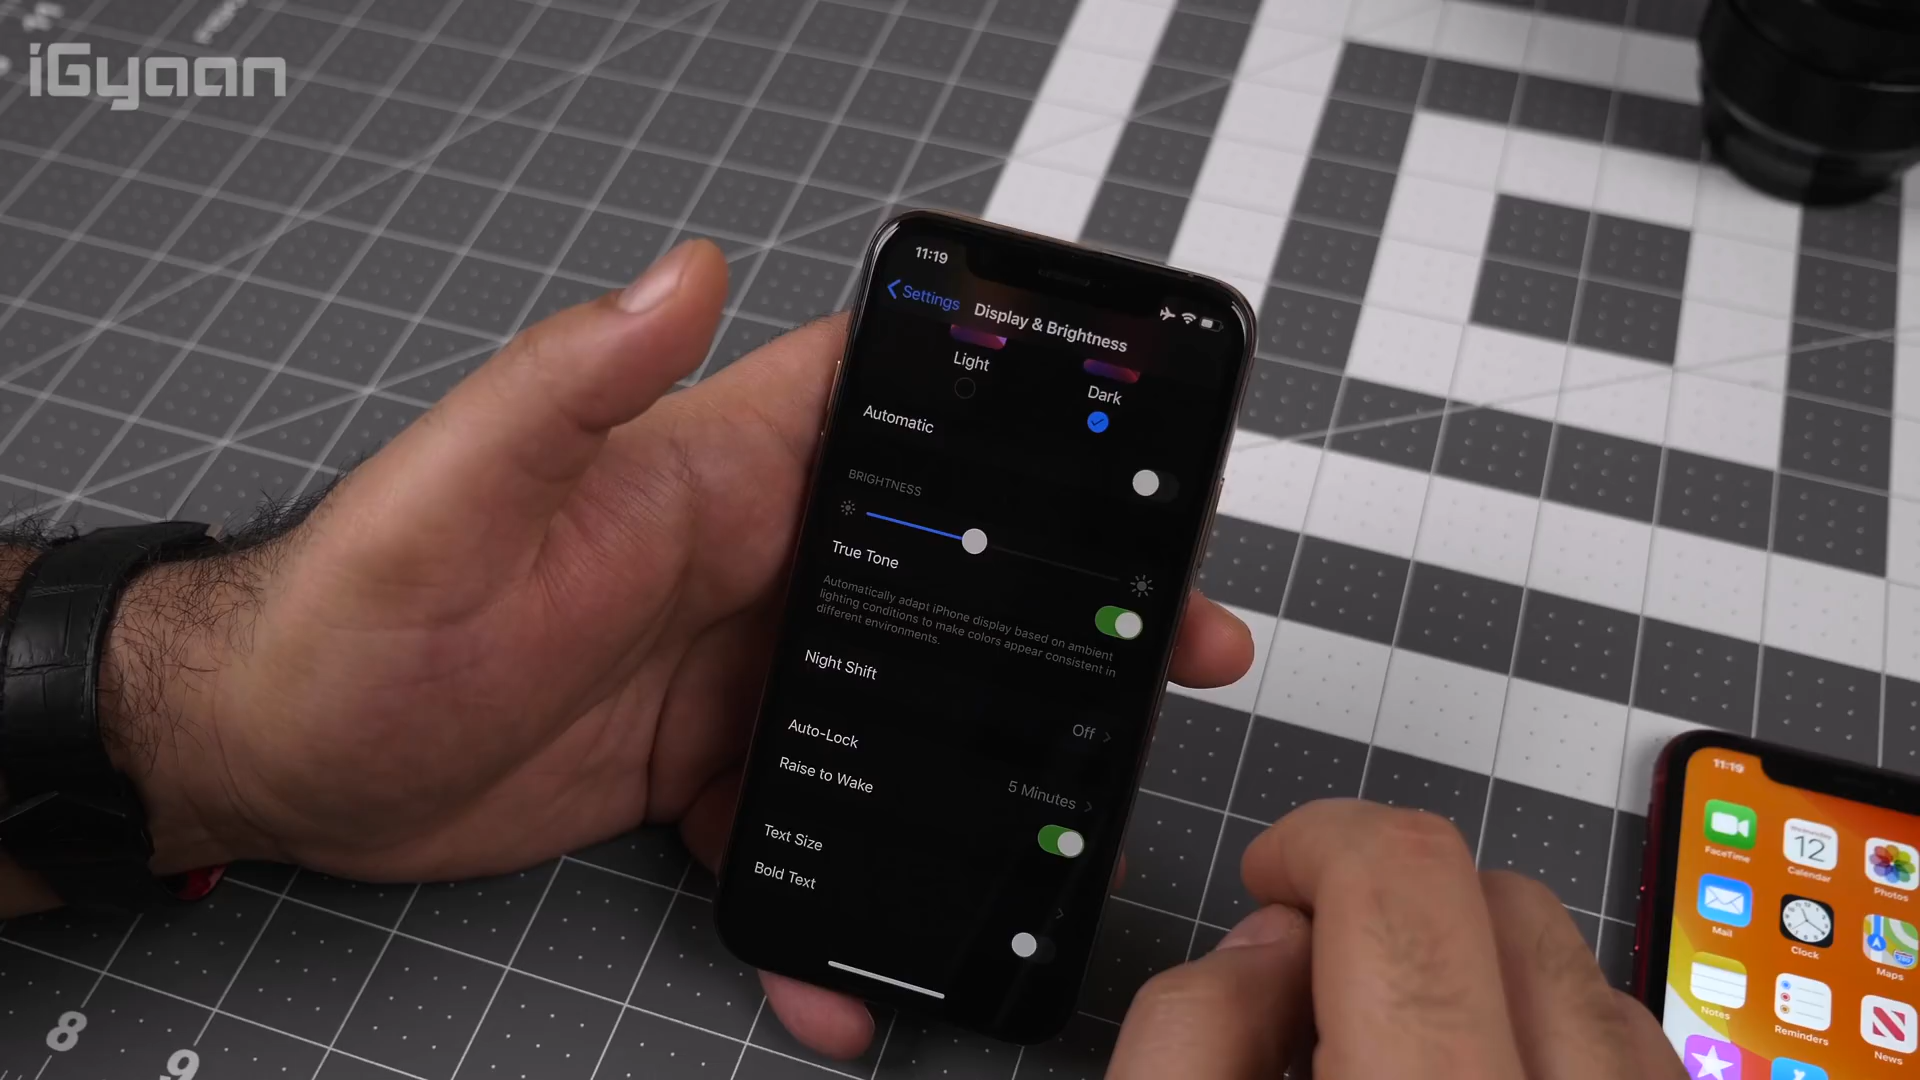 iGyaan
11:19
Settings
Display & Brightness
Light
Dark
Automatic
BRIGHTNESS
True Tone
Automatically adapt iPhone display based on ambient
lighting conditions to make colors appear consistent in
different environments.
Night Shift
Off
Auto-Lock
5 Minutes
Raise to Wake
Text Size
Bold Text
11:19
FaceTime
Wednesday
12
Calendar
Photos
Mail
Clock
Maps
Notes
Reminders
News
8
9